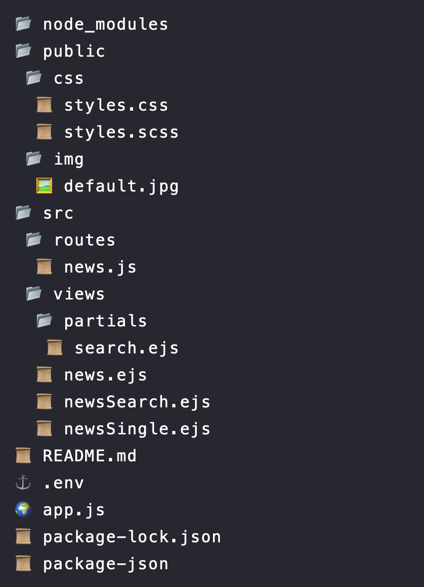 node_modules
public
css
styles.css
styles.scss
img
default.jpg
src
routes
news.js
views
partials
search.ejs
news.ejs
newsSearch.ejs
newsSingle.ejs
README.md
.env
app.js
package-lock.json
package-json